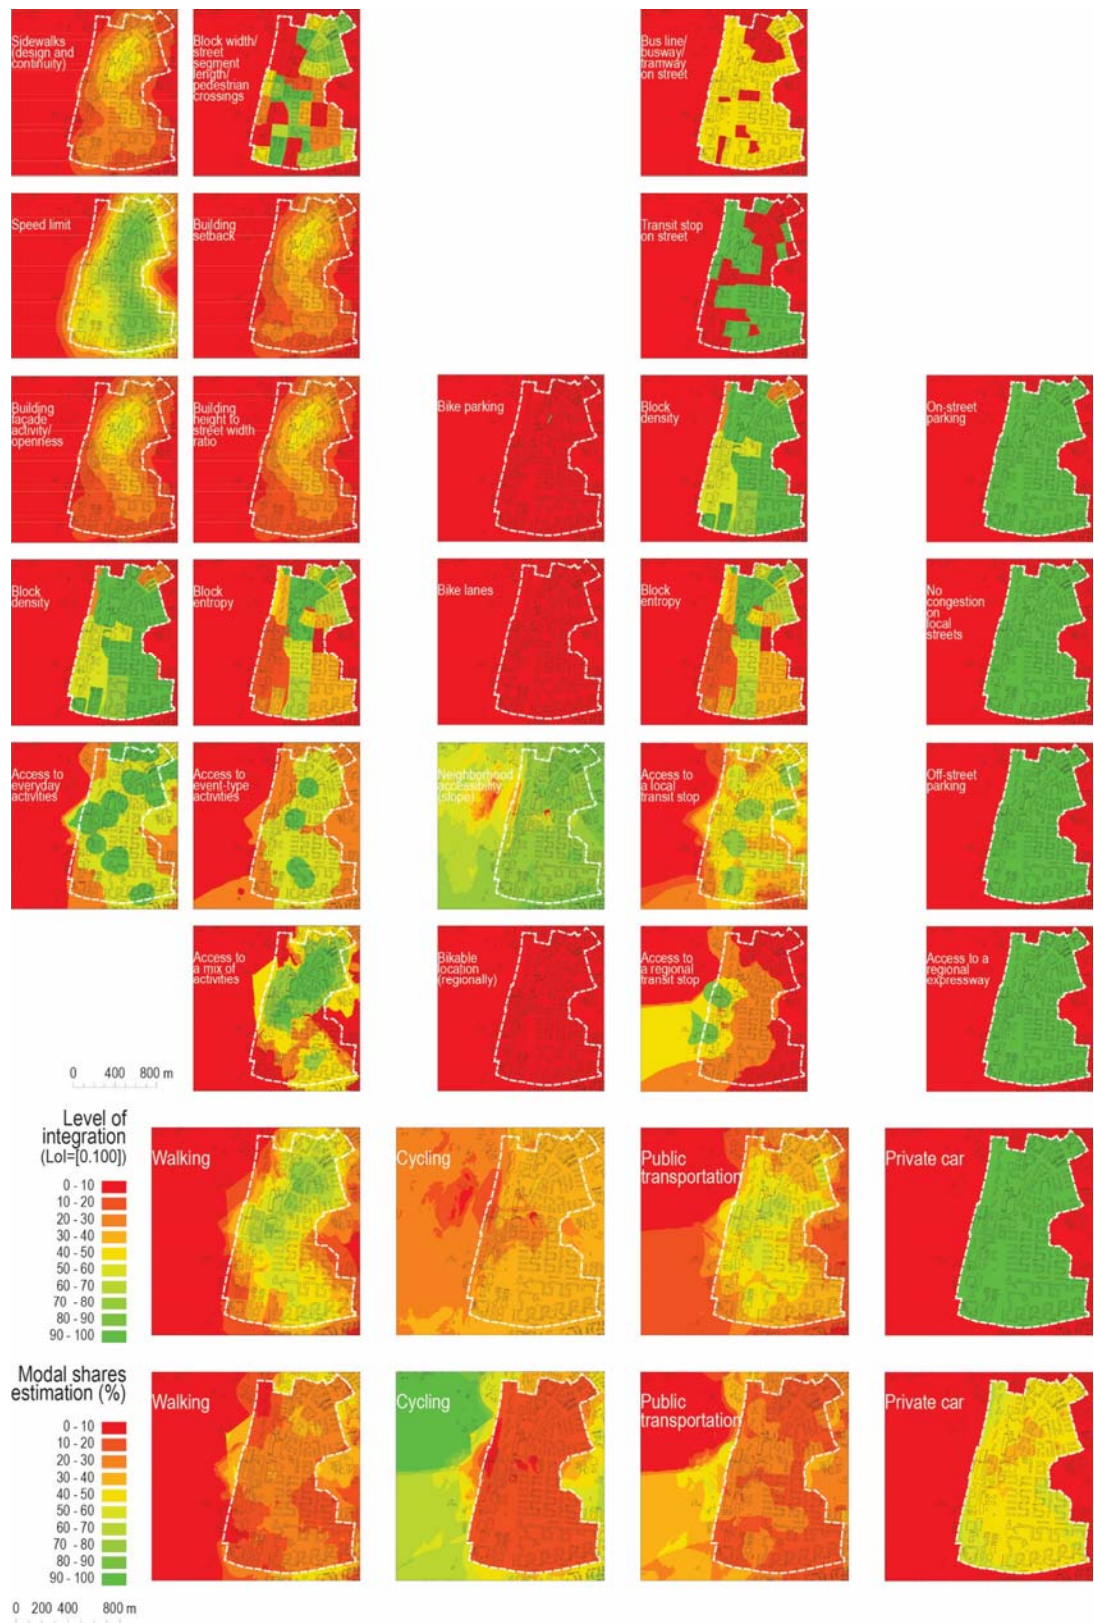 Sidewalks
(design and
continuity)
Block width/
street
segment
length/
pedestrian
crossings
Bus line/
busway/
tramway
on street
Speed limit
Building
setback
Transit stop
on street
Building
façade
activity/
openness
Building
height to
street width
ratio
Bike parking
Block
density
On-street
parking
Block
density
Block
entropy
Bike lanes
Block
entropy
No
congestion
on
local
streets
Access to
everyday
activities
Access to
event-type
activities
Neighborhood
accessibility
(slope)
Access to
a local
transit stop
Off-street
parking
Access to
a mix of
activities
Bikable
location
(regionally)
Access to
a regional
transit stop
Access to a
regional
expressway
0 400 800 m
Level of
integration
(LoI=[0.100])
0 - 10
10 - 20
20 - 30
30 - 40
40 - 50
50 - 60
60 - 70
70 - 80
80 - 90
90 - 100
Walking
Cycling
Public
transportation
Private car
Modal shares
estimation (%)
0 - 10
10 - 20
20 - 30
30 - 40
40 - 50
50 - 60
60 - 70
70 - 80
80 - 90
90 - 100
Walking
Cycling
Public
transportation
Private car
0 200 400 800 m